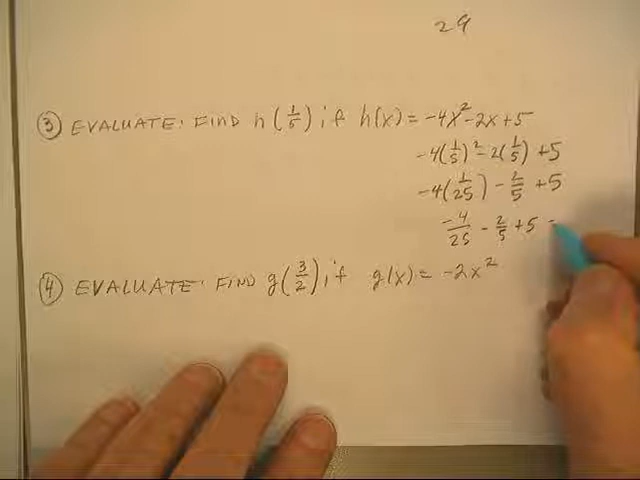 29
③ EVALUATE: FIND h(1/5) if h(x) = -4x²-2x+5
-4(1/5)²-2(1/5)+5
-4(1/25) - 2/5 +5
-4/25 - 2/5 +5 =
④ EVALUATE: FIND g(3/2), if g(x) = -2x²